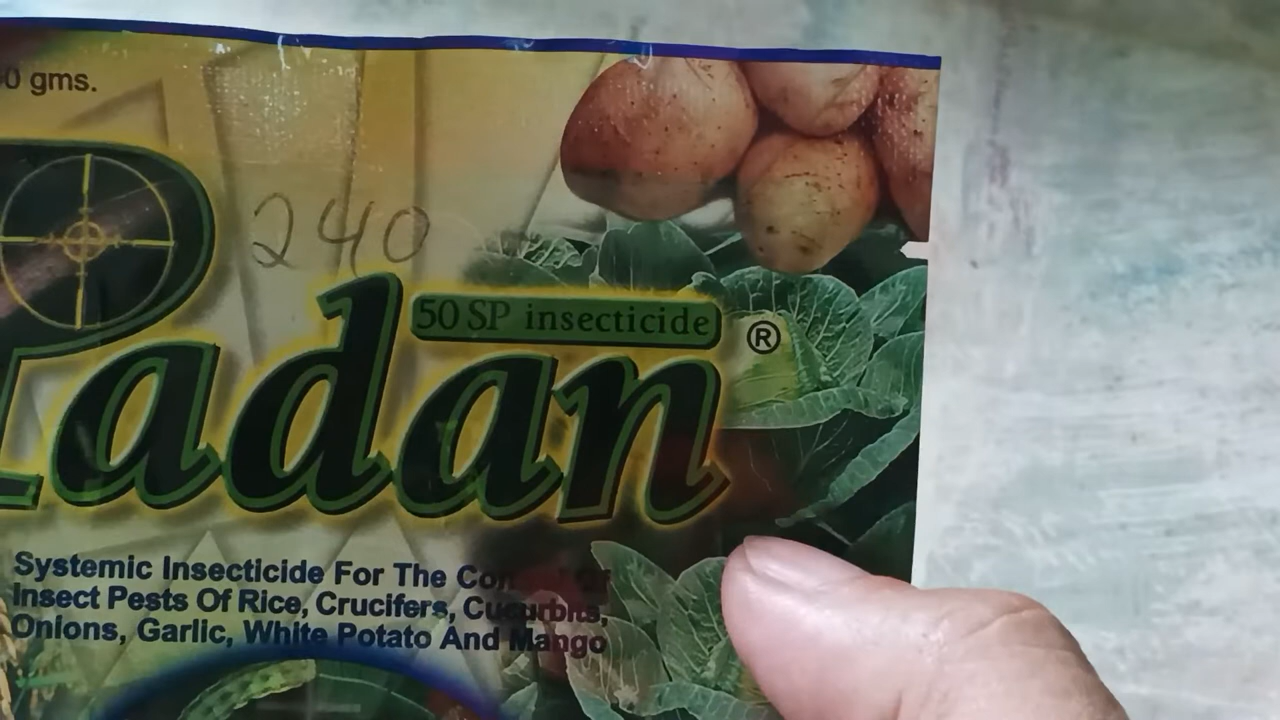 0 gms.
240
50 SP insecticide
Padan®
Systemic Insecticide For The
Insect Pests Of Rice, Crucifers, Cucurbits,
Onions, Garlic, White Potato And Mango